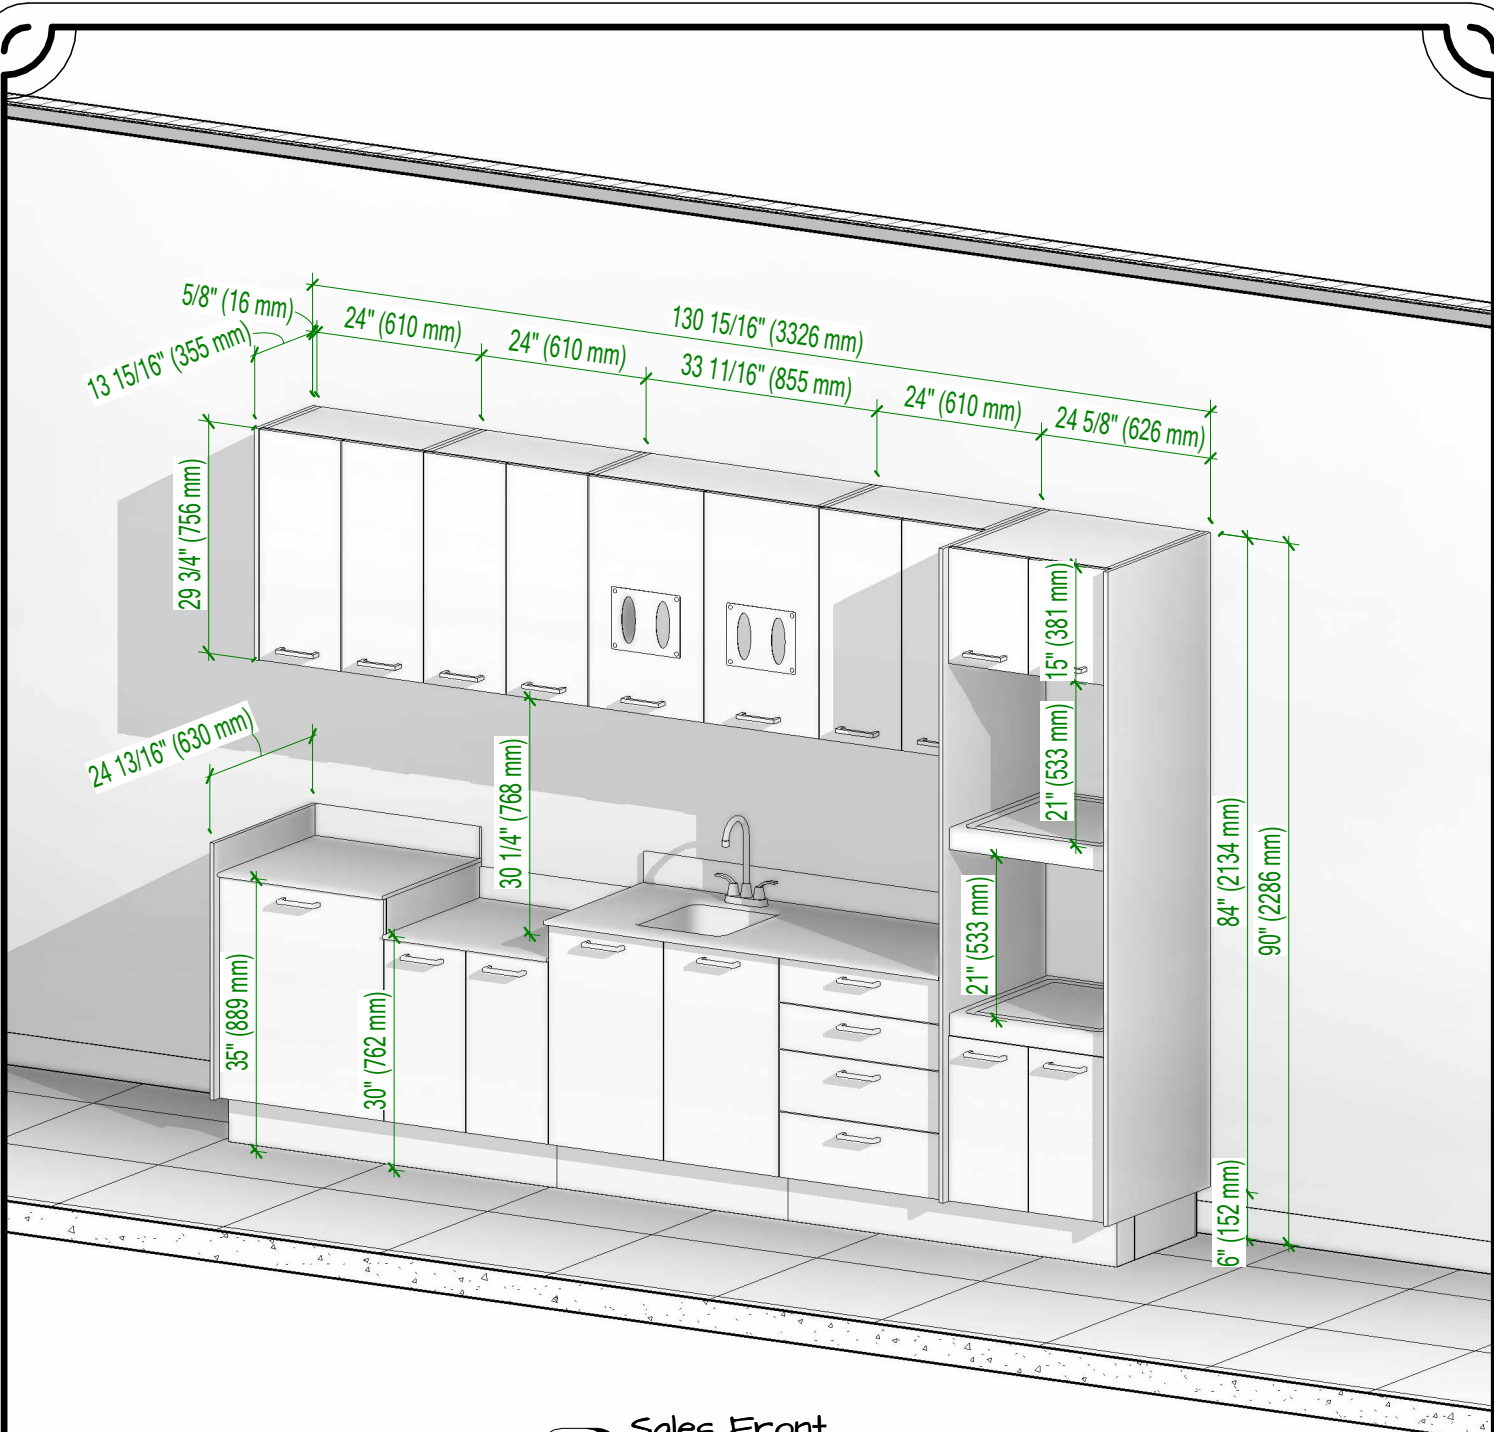 5/8" (16 mm)
13 15/16" (355 mm)
24" (610 mm)
24" (610 mm)
130 15/16" (3326 mm)
33 11/16" (855 mm)
24" (610 mm)
24 5/8" (626 mm)
29 3/4" (756 mm)
15" (381 mm)
21" (533 mm)
24 13/16" (630 mm)
30 1/4" (768 mm)
84" (2134 mm)
90" (2286 mm)
21" (533 mm)
35" (889 mm)
30" (762 mm)
6" (152 mm)
Sales Front